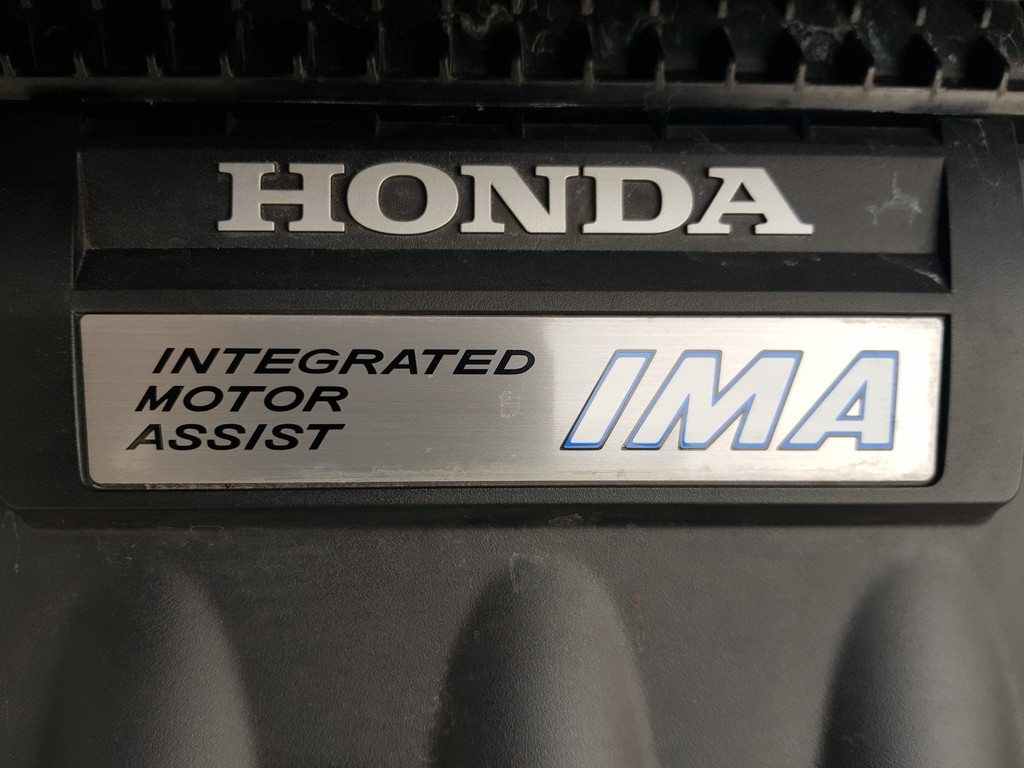 HONDA
INTEGRATED
MOTOR
ASSIST
IMA